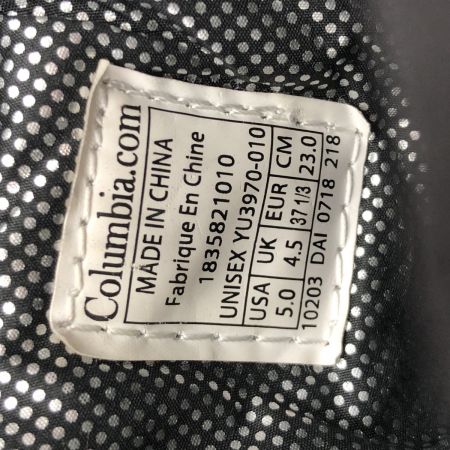 Columbia.com
MADE IN CHINA
Fabrique En Chine
1835821010
UNISEX YU3970-010
USA UK EUR CM
5.0 4.5 37 1/3 23.0
10203 DAI 0718 218